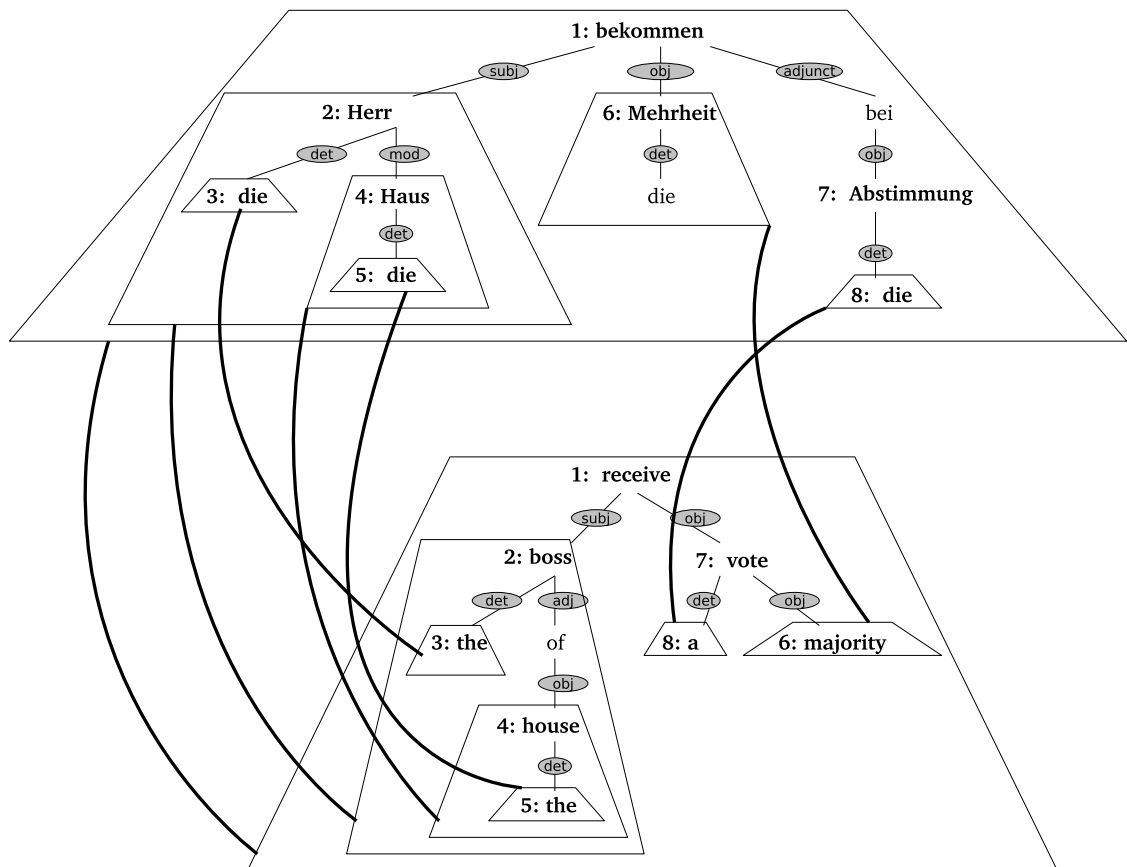 1: bekommen
subj obj adjunct
2: Herr 6: Mehrheit bei
det mod det obj
3: die 4: Haus die 7: Abstimmung
det det
5: die 8: die
1: receive
subj obj
2: boss 7: vote
det adj det obj
3: the of 8: a 6: majority
obj
4: house
det
5: the